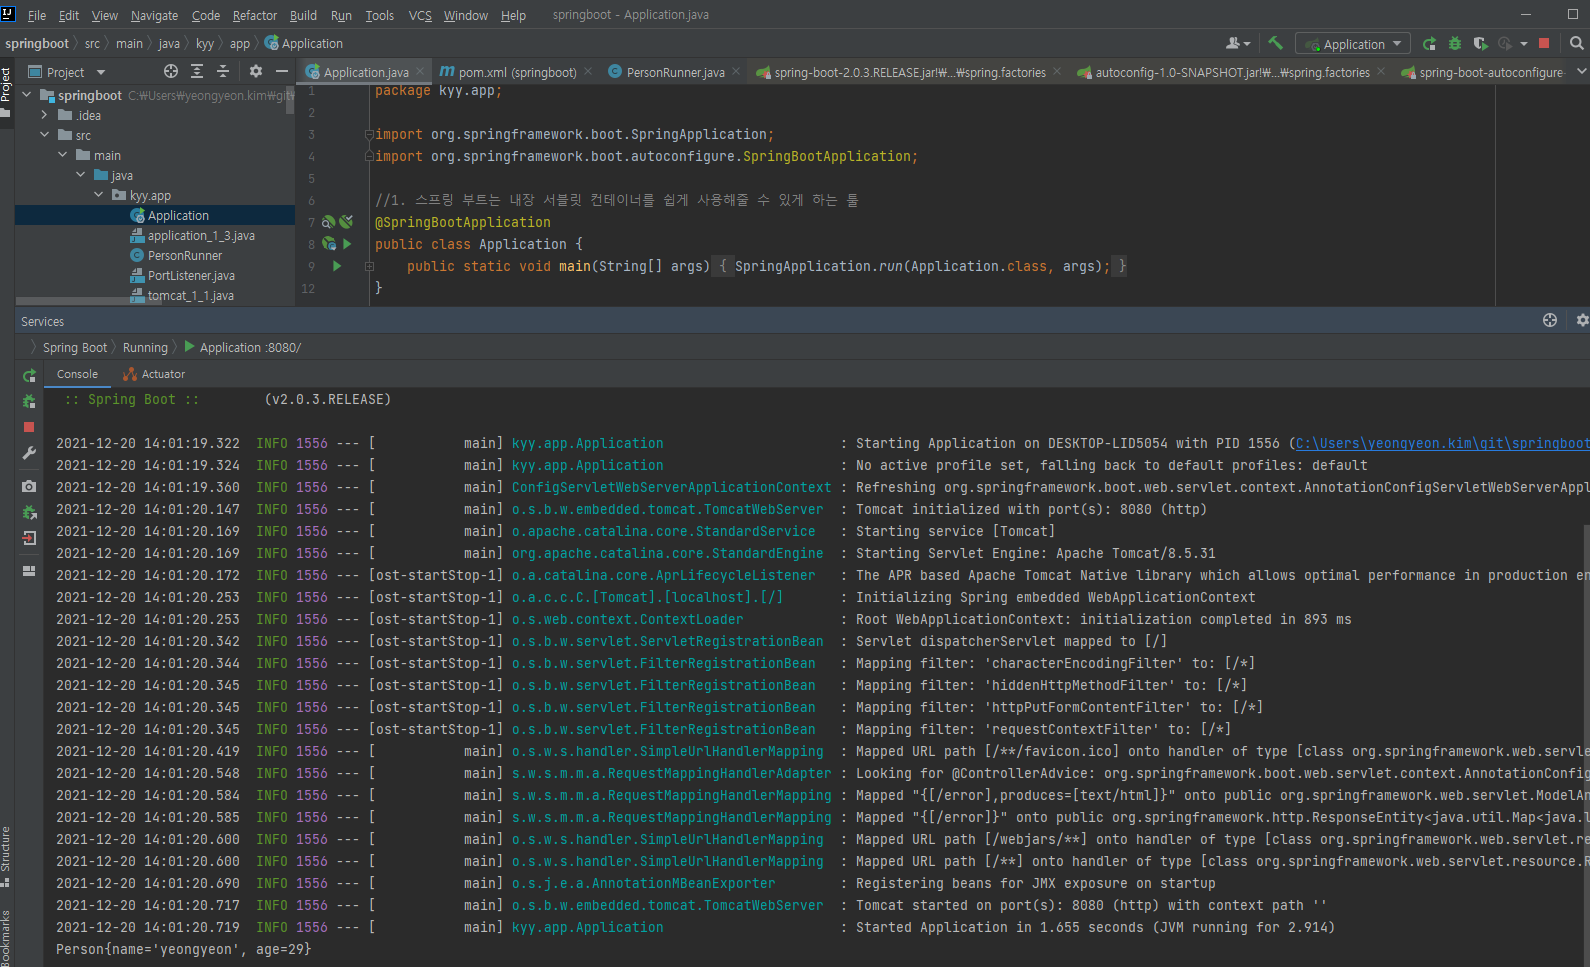 File Edit View Navigate Code Refactor Build Run Tools VCS Window Help springboot - Application.java
springboot src main java kyy app Application
Application
Project
Application.java pom.xml (springboot) PersonRunner.java spring-boot-2.0.3.RELEASE.jar!₩...₩spring.factories autoconfig-1.0-SNAPSHOT.jar!₩...₩spring.factories spring-boot-autoconfigure-
Project
springboot C:₩Users₩yeongyeon.kim₩git₩
.idea
src
main
java
kyy.app
Application
application_1_3.java
PersonRunner
PortListener.java
tomcat_1_1.java
1 package kyy.app;
2
3 import org.springframework.boot.SpringApplication;
4 import org.springframework.boot.autoconfigure.SpringBootApplication;
5
6 //1. 스프링 부트는 내장 서블릿 컨테이너를 쉽게 사용해줄 수 있게 하는 툴
7 @SpringBootApplication
8 public class Application {
9 public static void main(String[] args) { SpringApplication.run(Application.class, args); }
12 }
Services
Spring Boot Running Application :8080/
Console Actuator
:: Spring Boot :: (v2.0.3.RELEASE)
2021-12-20 14:01:19.322 INFO 1556 --- [ main] kyy.app.Application : Starting Application on DESKTOP-LID5054 with PID 1556 (C:\Users\yeongyeon.kim\git\springboot
2021-12-20 14:01:19.324 INFO 1556 --- [ main] kyy.app.Application : No active profile set, falling back to default profiles: default
2021-12-20 14:01:19.360 INFO 1556 --- [ main] ConfigServletWebServerApplicationContext : Refreshing org.springframework.boot.web.servlet.context.AnnotationConfigServletWebServerAppl
2021-12-20 14:01:20.147 INFO 1556 --- [ main] o.s.b.w.embedded.tomcat.TomcatWebServer : Tomcat initialized with port(s): 8080 (http)
2021-12-20 14:01:20.169 INFO 1556 --- [ main] o.apache.catalina.core.StandardService : Starting service [Tomcat]
2021-12-20 14:01:20.169 INFO 1556 --- [ main] org.apache.catalina.core.StandardEngine : Starting Servlet Engine: Apache Tomcat/8.5.31
2021-12-20 14:01:20.172 INFO 1556 --- [ost-startStop-1] o.a.catalina.core.AprLifecycleListener : The APR based Apache Tomcat Native library which allows optimal performance in production en
2021-12-20 14:01:20.253 INFO 1556 --- [ost-startStop-1] o.a.c.c.C.[Tomcat].[localhost].[/] : Initializing Spring embedded WebApplicationContext
2021-12-20 14:01:20.253 INFO 1556 --- [ost-startStop-1] o.s.web.context.ContextLoader : Root WebApplicationContext: initialization completed in 893 ms
2021-12-20 14:01:20.342 INFO 1556 --- [ost-startStop-1] o.s.b.w.servlet.ServletRegistrationBean : Servlet dispatcherServlet mapped to [/]
2021-12-20 14:01:20.344 INFO 1556 --- [ost-startStop-1] o.s.b.w.servlet.FilterRegistrationBean : Mapping filter: 'characterEncodingFilter' to: [/*]
2021-12-20 14:01:20.345 INFO 1556 --- [ost-startStop-1] o.s.b.w.servlet.FilterRegistrationBean : Mapping filter: 'hiddenHttpMethodFilter' to: [/*]
2021-12-20 14:01:20.345 INFO 1556 --- [ost-startStop-1] o.s.b.w.servlet.FilterRegistrationBean : Mapping filter: 'httpPutFormContentFilter' to: [/*]
2021-12-20 14:01:20.345 INFO 1556 --- [ost-startStop-1] o.s.b.w.servlet.FilterRegistrationBean : Mapping filter: 'requestContextFilter' to: [/*]
2021-12-20 14:01:20.419 INFO 1556 --- [ main] o.s.w.s.handler.SimpleUrlHandlerMapping : Mapped URL path [/**/favicon.ico] onto handler of type [class org.springframework.web.servle
2021-12-20 14:01:20.548 INFO 1556 --- [ main] s.w.s.m.m.a.RequestMappingHandlerAdapter : Looking for @ControllerAdvice: org.springframework.boot.web.servlet.context.AnnotationConfig
2021-12-20 14:01:20.584 INFO 1556 --- [ main] s.w.s.m.m.a.RequestMappingHandlerMapping : Mapped "{[/error],produces=[text/html]}" onto public org.springframework.web.servlet.ModelAn
2021-12-20 14:01:20.585 INFO 1556 --- [ main] s.w.s.m.m.a.RequestMappingHandlerMapping : Mapped "{[/error]}" onto public org.springframework.http.ResponseEntity<java.util.Map<java.l
2021-12-20 14:01:20.600 INFO 1556 --- [ main] o.s.w.s.handler.SimpleUrlHandlerMapping : Mapped URL path [/webjars/**] onto handler of type [class org.springframework.web.servlet.re
2021-12-20 14:01:20.600 INFO 1556 --- [ main] o.s.w.s.handler.SimpleUrlHandlerMapping : Mapped URL path [/**] onto handler of type [class org.springframework.web.servlet.resource.R
2021-12-20 14:01:20.690 INFO 1556 --- [ main] o.s.j.e.a.AnnotationMBeanExporter : Registering beans for JMX exposure on startup
2021-12-20 14:01:20.717 INFO 1556 --- [ main] o.s.b.w.embedded.tomcat.TomcatWebServer : Tomcat started on port(s): 8080 (http) with context path ''
2021-12-20 14:01:20.719 INFO 1556 --- [ main] kyy.app.Application : Started Application in 1.655 seconds (JVM running for 2.914)
Person{name='yeongyeon', age=29}
Structure
Bookmarks